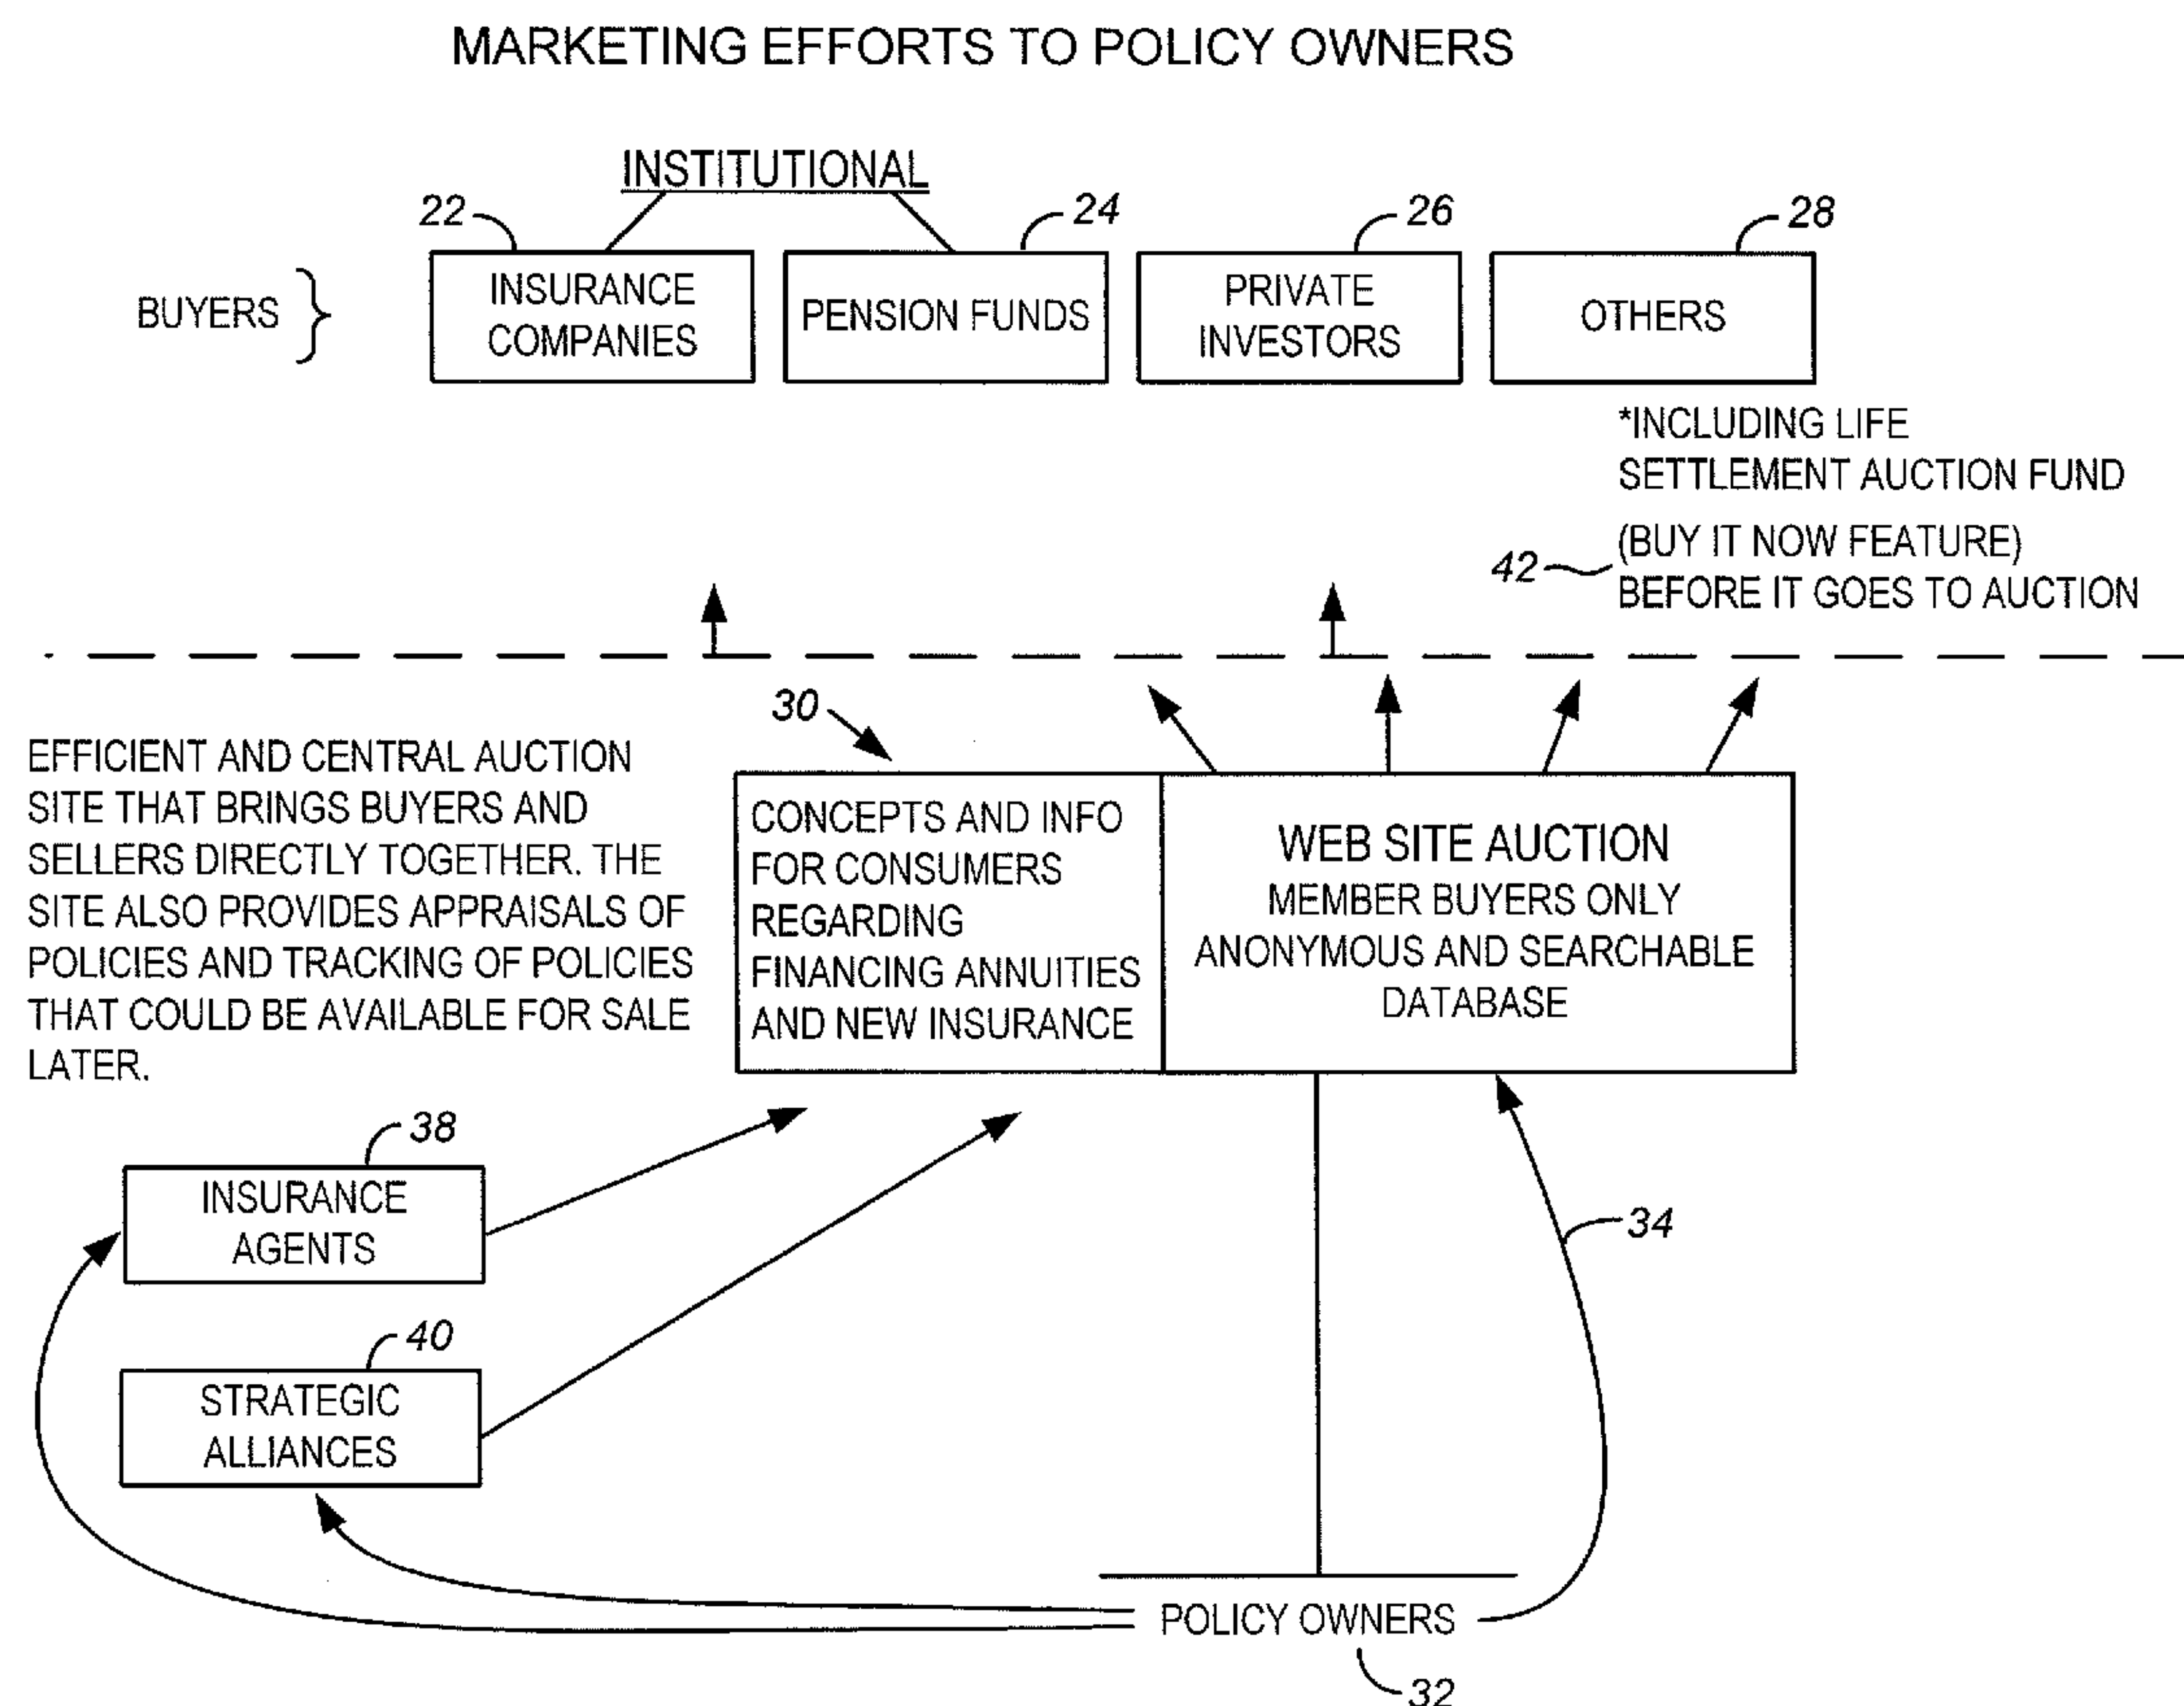 MARKETING EFFORTS TO POLICY OWNERS
INSTITUTIONAL
22
24
26
28
BUYERS
INSURANCE
COMPANIES
PENSION FUNDS
PRIVATE
INVESTORS
OTHERS
*INCLUDING LIFE
SETTLEMENT AUCTION FUND
(BUY IT NOW FEATURE)
BEFORE IT GOES TO AUCTION
42
30
EFFICIENT AND CENTRAL AUCTION
SITE THAT BRINGS BUYERS AND
SELLERS DIRECTLY TOGETHER. THE
SITE ALSO PROVIDES APPRAISALS OF
POLICIES AND TRACKING OF POLICIES
THAT COULD BE AVAILABLE FOR SALE
LATER.
CONCEPTS AND INFO
FOR CONSUMERS
REGARDING
FINANCING ANNUITIES
AND NEW INSURANCE
WEB SITE AUCTION
MEMBER BUYERS ONLY
ANONYMOUS AND SEARCHABLE
DATABASE
38
INSURANCE
AGENTS
34
40
STRATEGIC
ALLIANCES
POLICY OWNERS
32